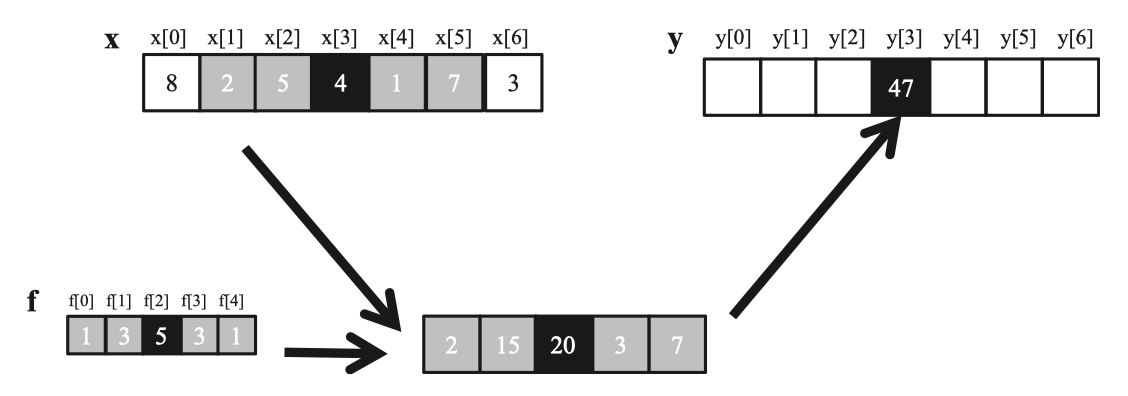 x x[0] x[1] x[2] x[3] x[4] x[5] x[6]
8 2 5 4 1 7 3
y y[0] y[1] y[2] y[3] y[4] y[5] y[6]
47
f f[0] f[1] f[2] f[3] f[4]
1 3 5 3 1
2 15 20 3 7